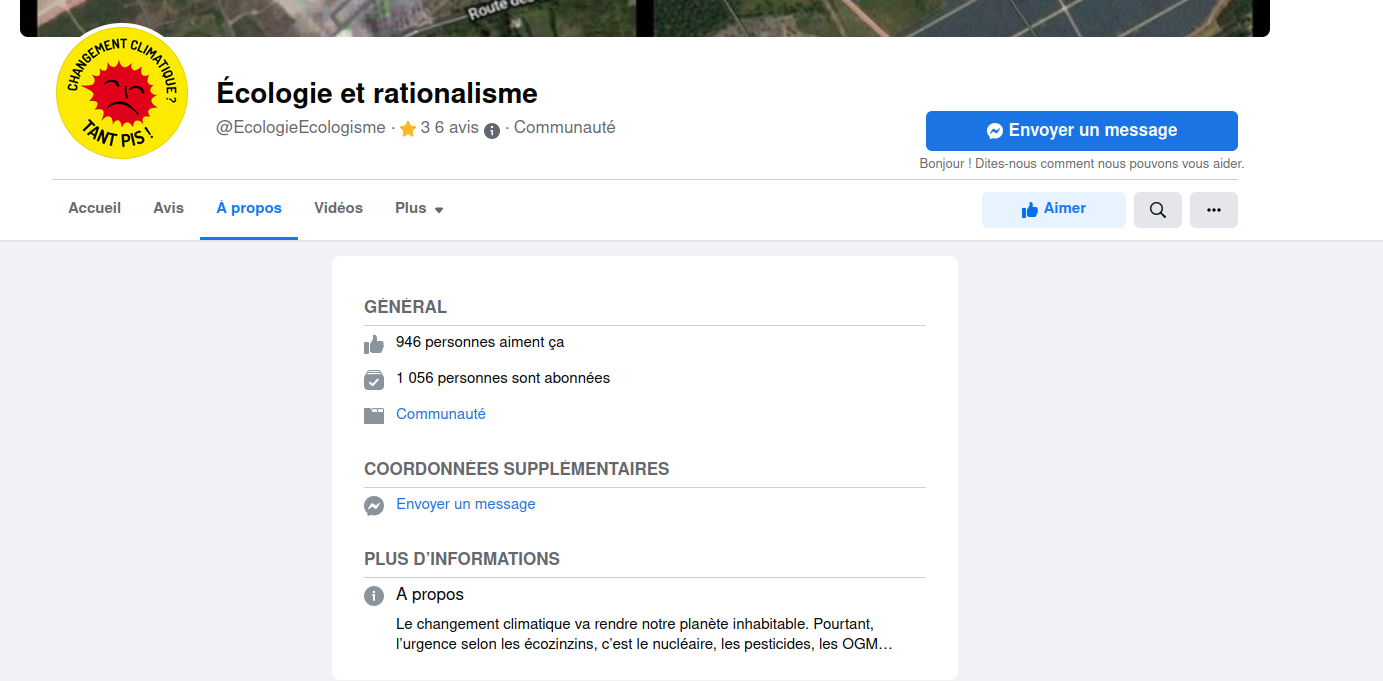 Route des
CHANGEMENT CLIMATIQUE ?
TANT PIS !
Écologie et rationalisme
@EcologieEcologisme · 3 6 avis · Communauté
Envoyer un message
Bonjour ! Dites-nous comment nous pouvons vous aider.
Accueil Avis À propos Vidéos Plus
Aimer
GÉNÉRAL
946 personnes aiment ça
1 056 personnes sont abonnées
Communauté
COORDONNÉES SUPPLÉMENTAIRES
Envoyer un message
PLUS D’INFORMATIONS
A propos
Le changement climatique va rendre notre planète inhabitable. Pourtant,
l’urgence selon les écozinzins, c’est le nucléaire, les pesticides, les OGM…